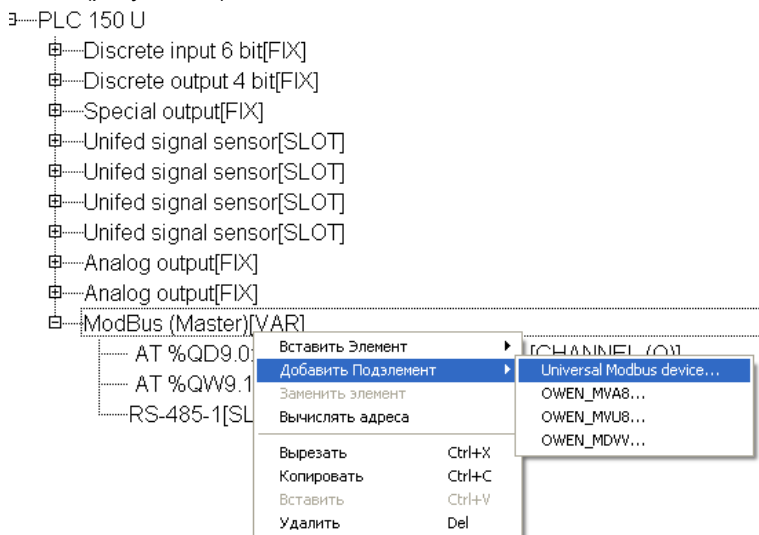 PLC 150 U
Discrete input 6 bit[FIX]
Discrete output 4 bit[FIX]
Special output[FIX]
Unifed signal sensor[SLOT]
Unifed signal sensor[SLOT]
Unifed signal sensor[SLOT]
Unifed signal sensor[SLOT]
Analog output[FIX]
Analog output[FIX]
ModBus (Master)[VAR]
AT %QD9.0: [CHANNEL (Q)]
AT %QW9.1
RS-485-1[SL
Вставить Элемент
Добавить Подэлемент
Заменить элемент
Вычислять адреса
Вырезать Ctrl+X
Копировать Ctrl+C
Вставить Ctrl+V
Удалить Del
Universal Modbus device...
OWEN_MVA8...
OWEN_MVU8...
OWEN_MDVV...